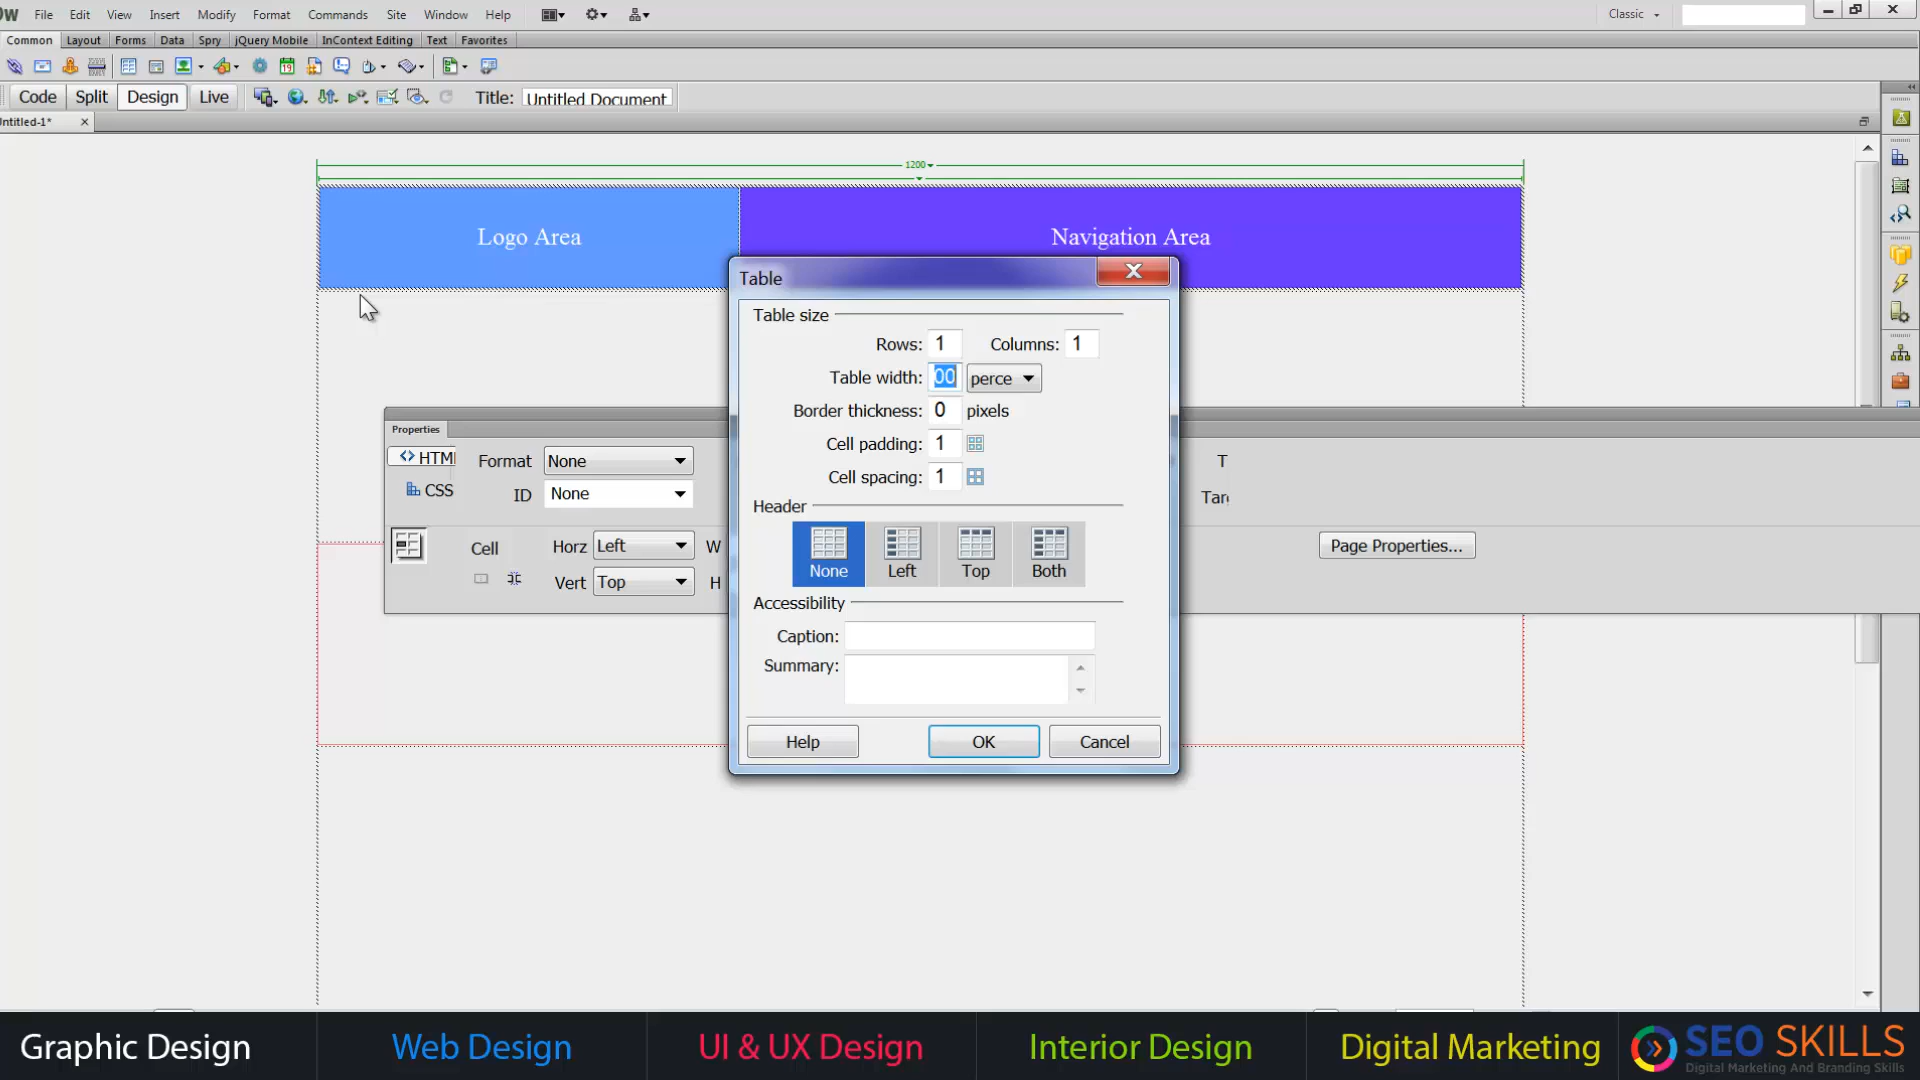 W File Edit View Insert Modify Format Commands Site Window Help Classic
Common Layout Forms Data Spry jQuery Mobile InContext Editing Text Favorites
Code Split Design Live Title: Untitled Document
Untitled-1* ×
1200
Logo Area
Navigation Area
Table
Table size
Rows: 1 Columns: 1
Table width: 00 perce
Border thickness: 0 pixels
Cell padding: 1
Cell spacing: 1
Header
None Left Top Both
Accessibility
Caption:
Summary:
Help OK Cancel
Properties
HTML Format None
CSS ID None
Cell Horz Left W
Vert Top H
T
Tar
Page Properties...
Graphic Design Web Design UI & UX Design Interior Design Digital Marketing SEO SKILLS
Digital Marketing And Branding Skills